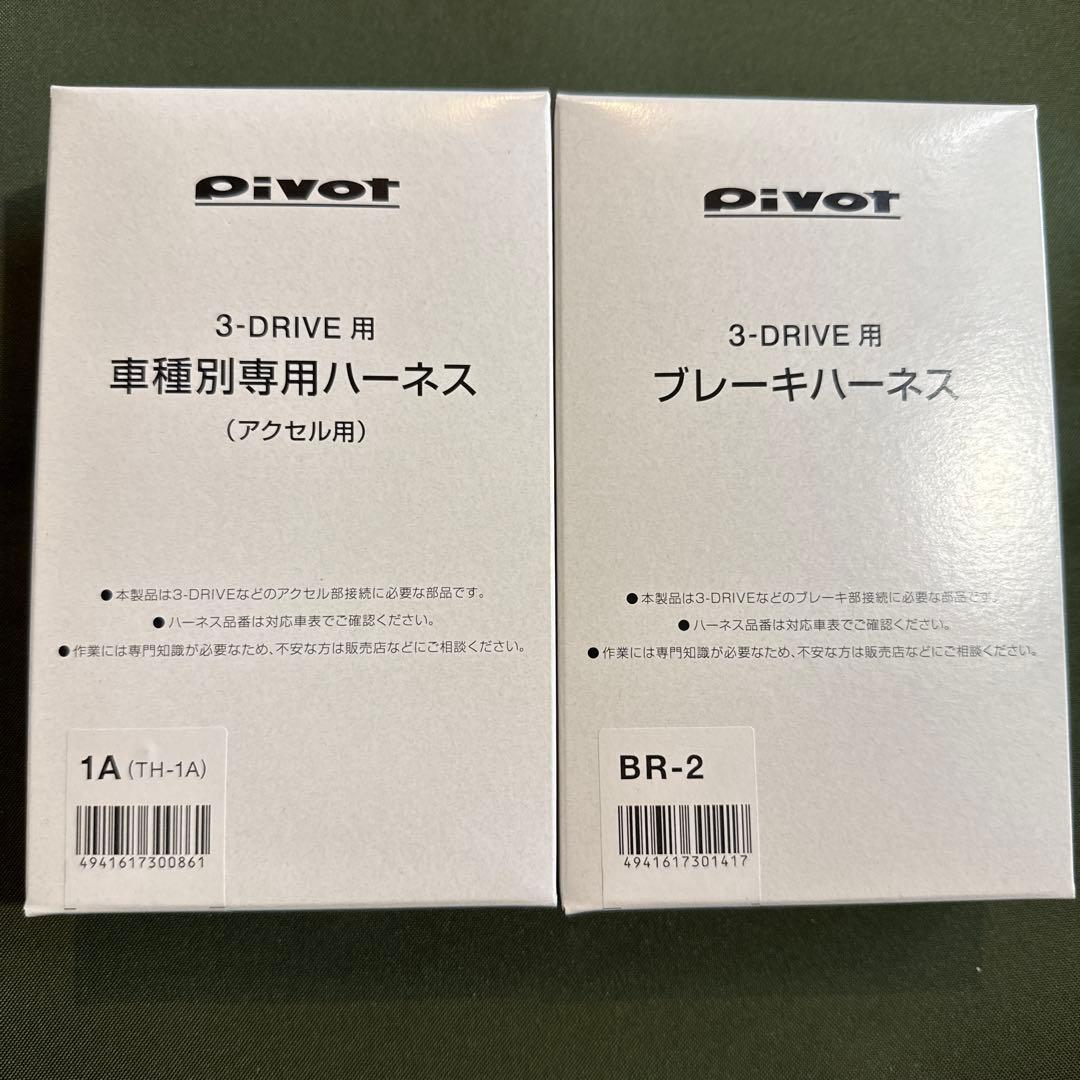 pivot
3-DRIVE 用
車種別専用ハーネス
（アクセル用）
●本製品は3-DRIVEなどのアクセル部接続に必要な部品です。
●ハーネス品番は対応車表でご確認ください。
●作業には専門知識が必要なため、不安な方は販売店などにご相談ください。
1A (TH-1A)
4941617300861
pivot
3-DRIVE 用
ブレーキハーネス
●本製品は3-DRIVEなどのブレーキ部接続に必要な部品です。
●ハーネス品番は対応車表でご確認ください。
●作業には専門知識が必要なため、不安な方は販売店などにご相談ください。
BR-2
4941617301417